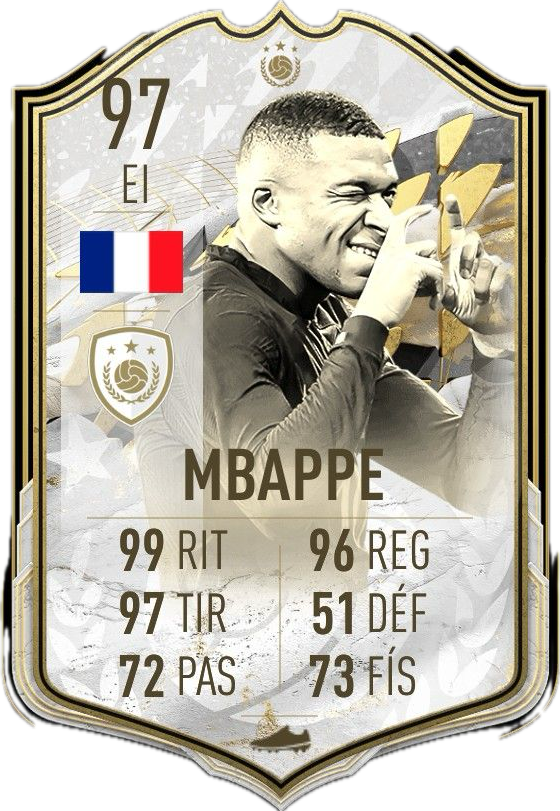 97
EI
MBAPPE
99 RIT 96 REG
97 TIR 51 DÉF
72 PAS 73 FÍS